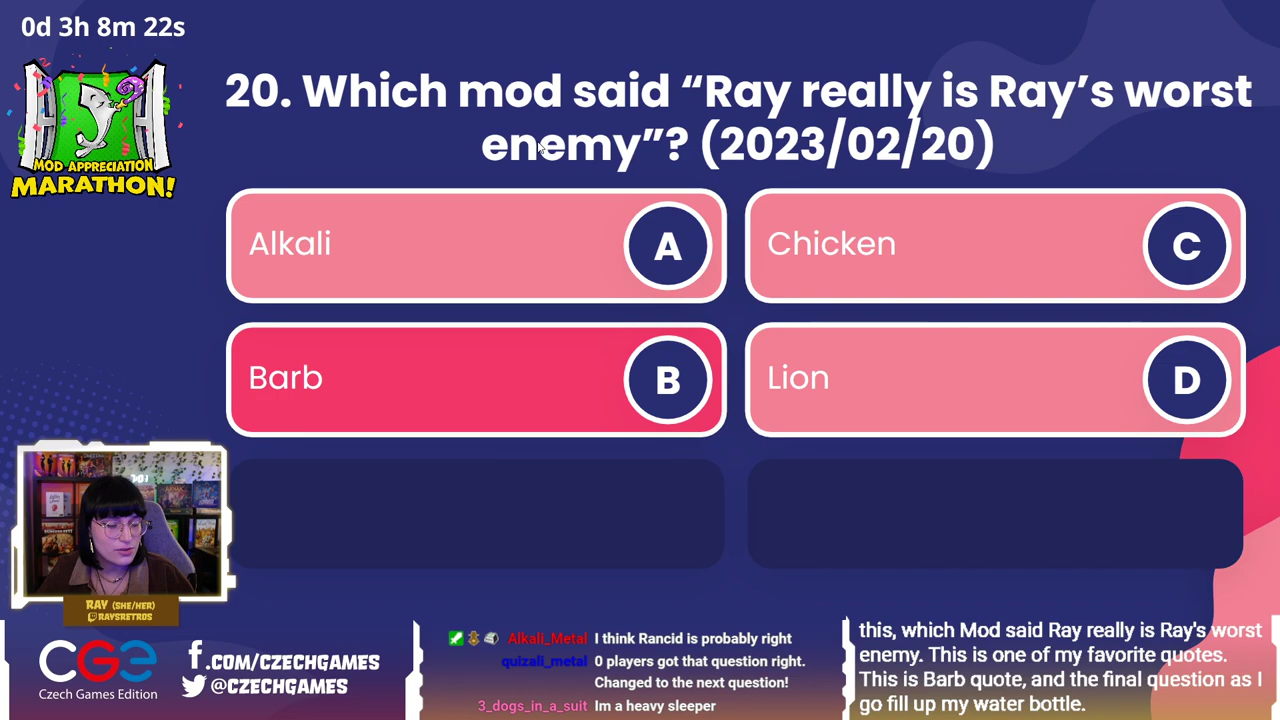 0d 3h 8m 22s
MOD APPRECIATION
MARATHON!
20. Which mod said “Ray really is Ray’s worst
enemy”? (2023/02/20)
Alkali
A
Chicken
C
Barb
B
Lion
D
RAY (SHE/HER)
RAYSRETROS
CGE
Czech Games Edition
f.COM/CZECHGAMES
@CZECHGAMES
Alkali_Metal I think Rancid is probably right
quizali_metal 0 players got that question right.
Changed to the next question!
3_dogs_in_a_suit Im a heavy sleeper
this, which Mod said Ray really is Ray's worst
enemy. This is one of my favorite quotes.
This is Barb quote, and the final question as I
go fill up my water bottle.